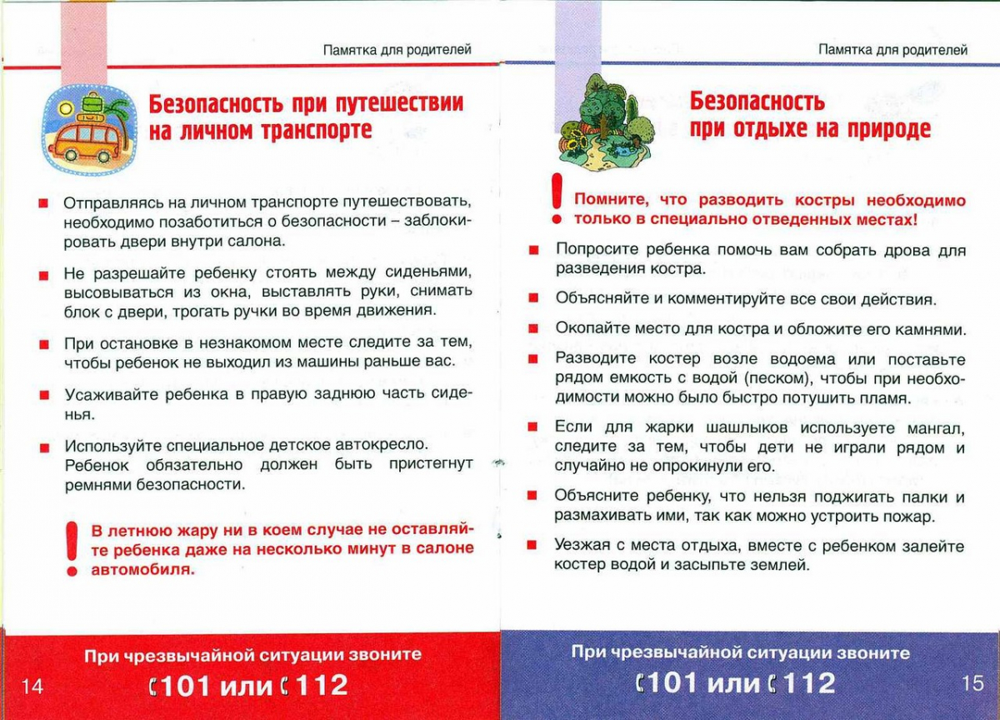 Памятка для родителей
Безопасность при путешествии
на личном транспорте
Отправляясь на личном транспорте путешествовать,
необходимо позаботиться о безопасности – заблоки-
ровать двери внутри салона.
Не разрешайте ребенку стоять между сиденьями,
высовываться из окна, выставлять руки, снимать
блок с двери, трогать ручки во время движения.
При остановке в незнакомом месте следите за тем,
чтобы ребенок не выходил из машины раньше вас.
Усаживайте ребенка в правую заднюю часть сиде-
нья.
Используйте специальное детское автокресло.
Ребенок обязательно должен быть пристегнут
ремнями безопасности.
! В летнюю жару ни в коем случае не оставляй-
те ребенка даже на несколько минут в салоне
автомобиля.
При чрезвычайной ситуации звоните
101 или 112
14
Памятка для родителей
Безопасность
при отдыхе на природе
! Помните, что разводить костры необходимо
только в специально отведенных местах!
Попросите ребенка помочь вам собрать дрова для
разведения костра.
Объясняйте и комментируйте все свои действия.
Окопайте место для костра и обложите его камнями.
Разводите костер возле водоема или поставьте
рядом емкость с водой (песком), чтобы при необхо-
димости можно было быстро потушить пламя.
Если для жарки шашлыков используете мангал,
следите за тем, чтобы дети не играли рядом и
случайно не опрокинули его.
Объясните ребенку, что нельзя поджигать палки и
размахивать ими, так как можно устроить пожар.
Уезжая с места отдыха, вместе с ребенком залейте
костер водой и засыпьте землей.
При чрезвычайной ситуации звоните
101 или 112
15